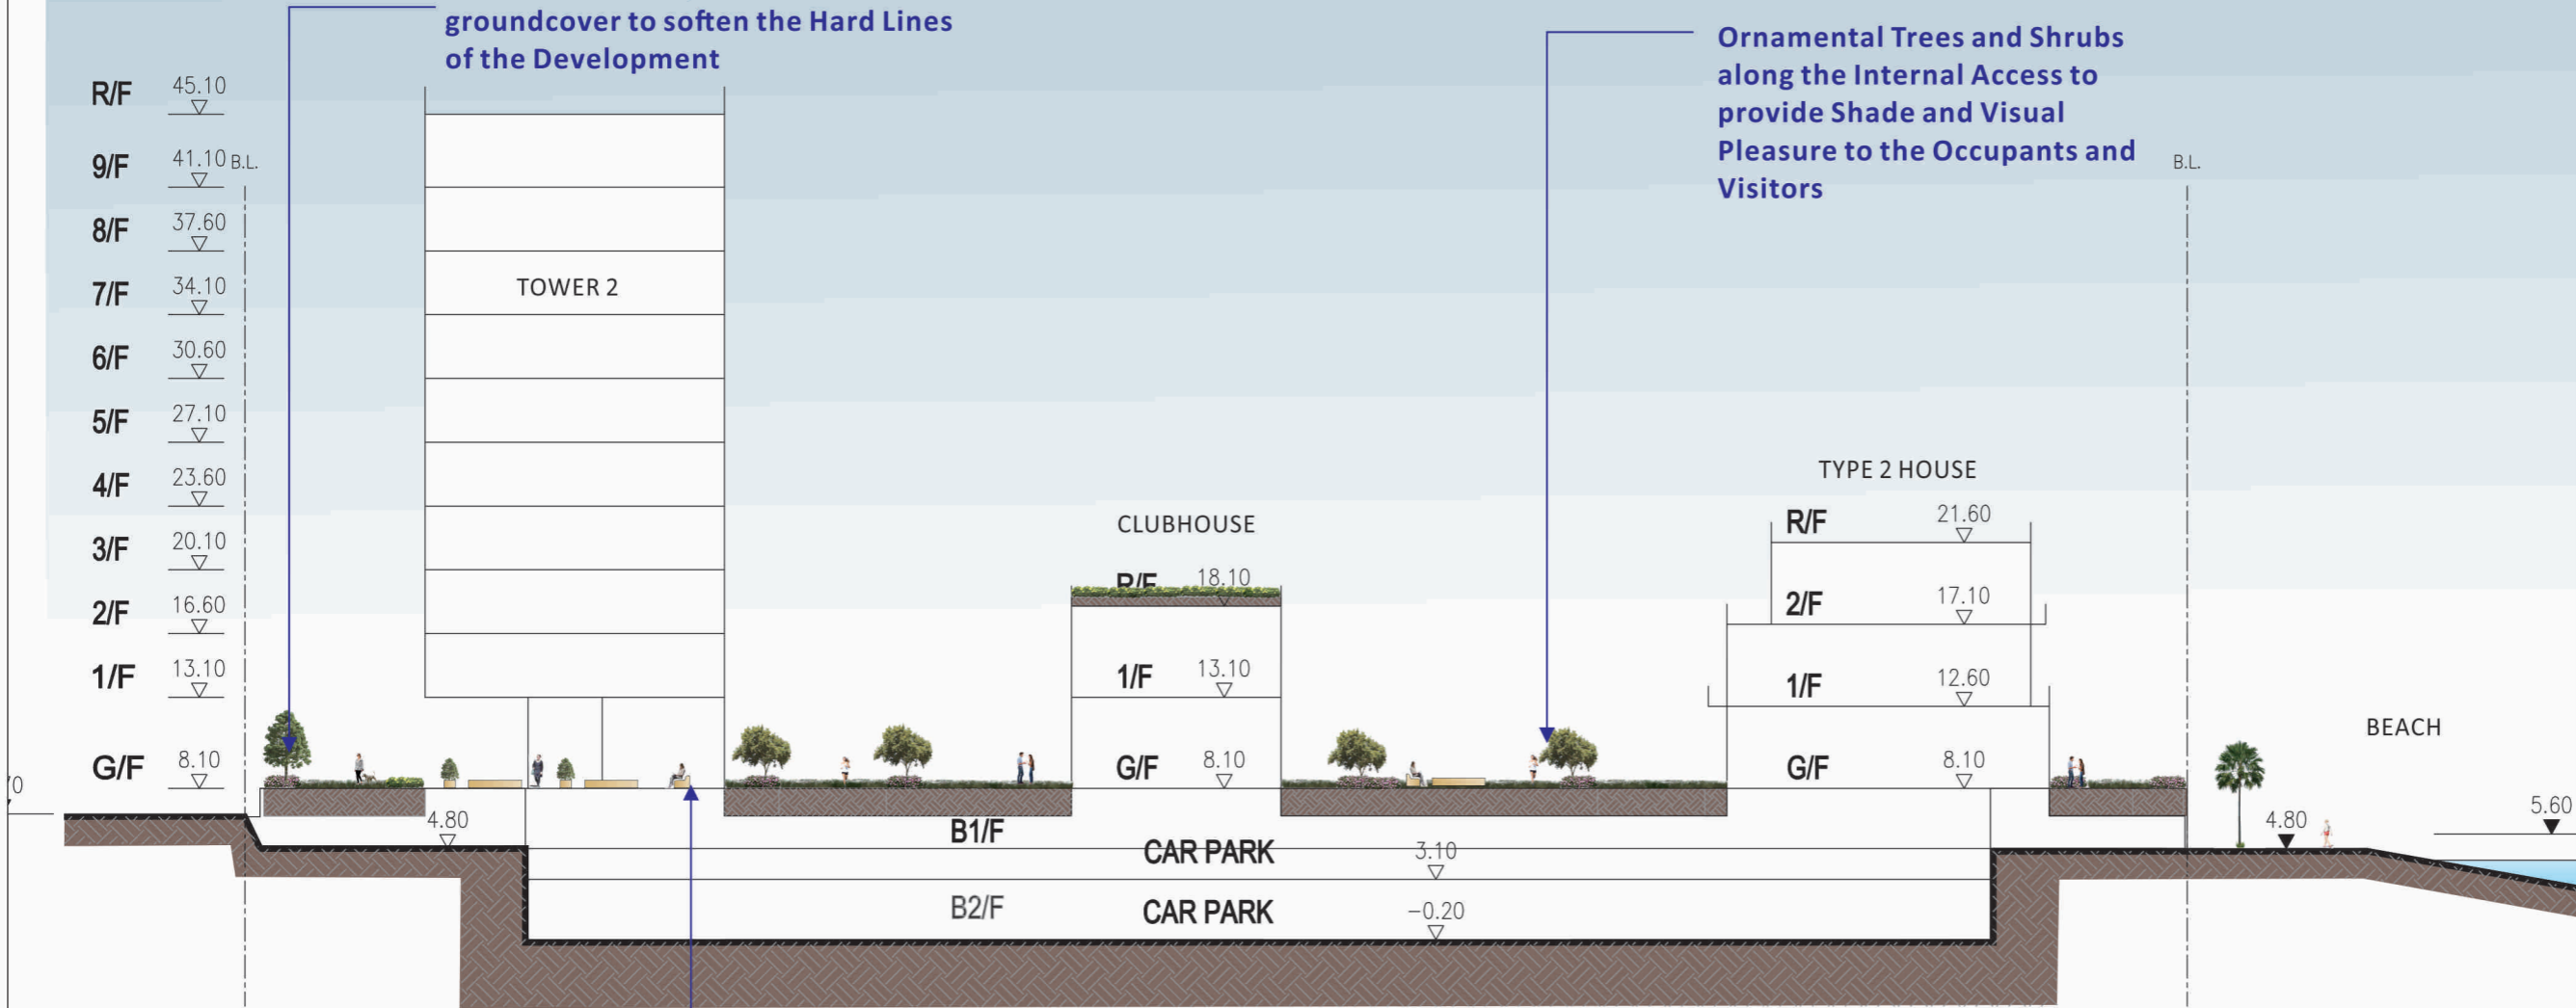 groundcover to soften the Hard Lines
of the Development
Ornamental Trees and Shrubs
along the Internal Access to
provide Shade and Visual
Pleasure to the Occupants and
Visitors
R/F 45.10
9/F 41.10 B.L.
B.L.
8/F 37.60
7/F 34.10
TOWER 2
6/F 30.60
5/F 27.10
4/F 23.60
3/F 20.10
2/F 16.60
1/F 13.10
G/F 8.10
CLUBHOUSE
R/F 18.10
1/F 13.10
G/F 8.10
TYPE 2 HOUSE
R/F 21.60
2/F 17.10
1/F 12.60
G/F 8.10
BEACH
4.80
5.60
4.80
B1/F CAR PARK 3.10
B2/F CAR PARK -0.20